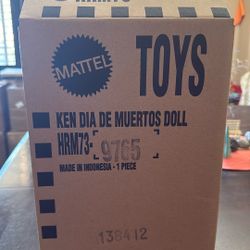 MATTEL
TOYS
KEN DIA DE MUERTOS DOLL
HRM73-
9765
MADE IN INDONESIA - 1 PIECE
138412